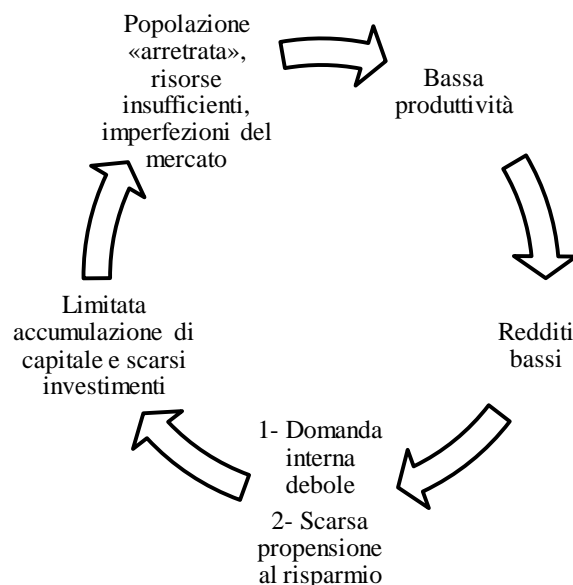 Popolazione
«arretrata»,
risorse
insufficienti,
imperfezioni del
mercato
Bassa
produttività
Redditi
bassi
1- Domanda
interna
debole
2- Scarsa
propensione
al risparmio
Limitata
accumulazione di
capitale e scarsi
investimenti